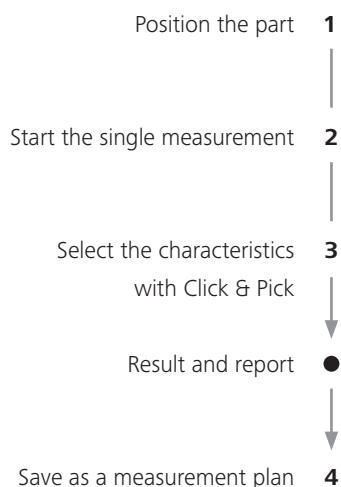 Position the part 1
Start the single measurement 2
Select the characteristics 3
with Click & Pick
Result and report
Save as a measurement plan 4